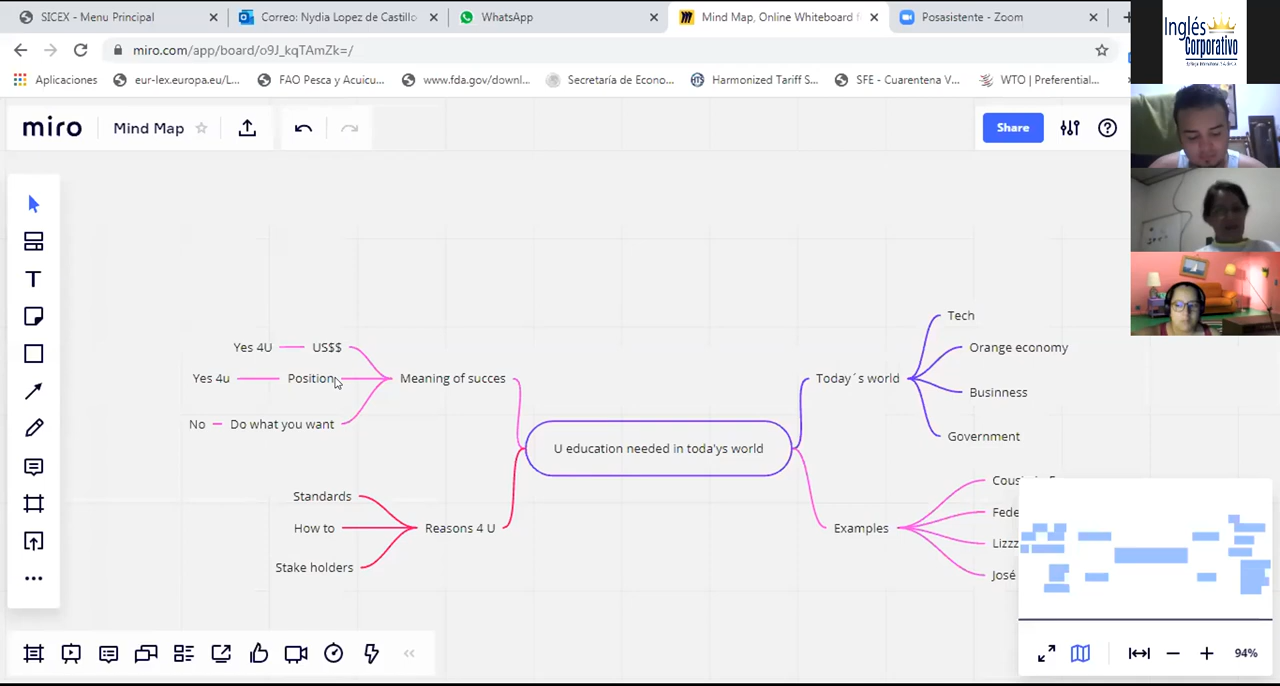 SICEX - Menu Principal
Correo: Nydia Lopez de Castillo
WhatsApp
Mind Map, Online Whiteboard f
Posasistente - Zoom
miro.com/app/board/o9J_kqTAmZk=/
Aplicaciones
eur-lex.europa.eu/L...
FAO Pesca y Acuicu...
www.fda.gov/downl...
Secretaría de Econo...
Harmonized Tariff S...
SFE - Cuarentena V...
WTO | Preferential...
Inglés
Corporativo
miro
Mind Map
Share
T
Yes 4U
US$$
Yes 4u
Position
Meaning of succes
No
Do what you want
U education needed in toda'ys world
Standards
How to
Reasons 4 U
Stake holders
Today´s world
Tech
Orange economy
Businness
Government
Examples
Fede
Lizzz
José
94%